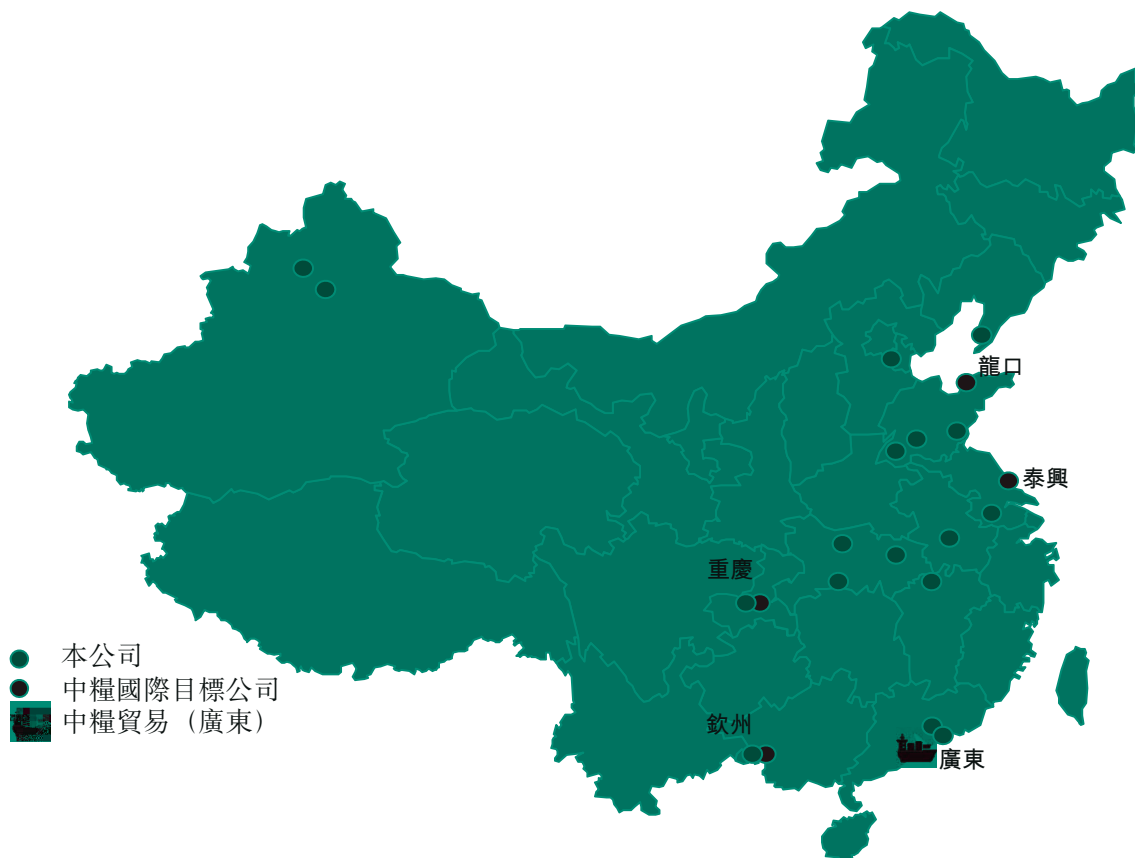 龍口
泰興
重慶
本公司
中糧國際目標公司
中糧貿易（廣東）
欽州
廣東